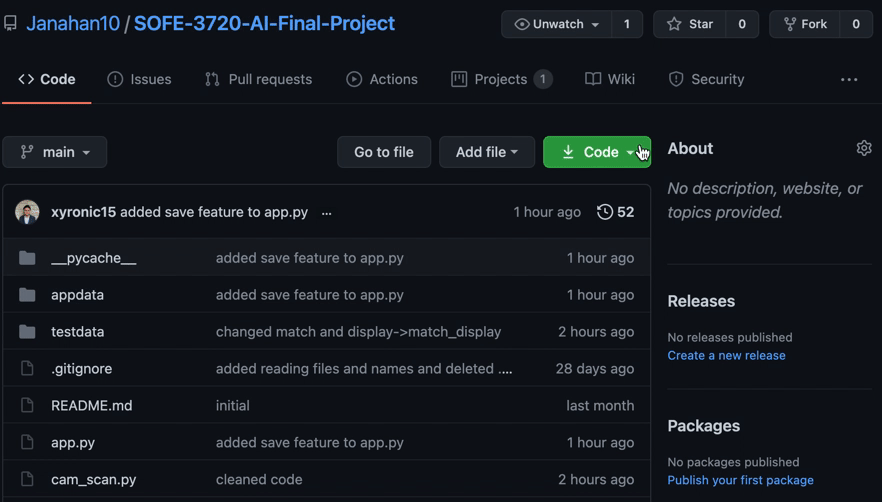 Janahan10 / SOFE-3720-AI-Final-Project
Unwatch 1
Star 0
Fork 0
Code
Issues
Pull requests
Actions
Projects 1
Wiki
Security
...
main
Go to file
Add file
Code
xyronic15 added save feature to app.py ... 1 hour ago 52
__pycache__ added save feature to app.py 1 hour ago
appdata added save feature to app.py 1 hour ago
testdata changed match and display->match_display 2 hours ago
.gitignore added reading files and names and deleted .... 28 days ago
README.md initial last month
app.py added save feature to app.py 1 hour ago
cam_scan.py cleaned code 2 hours ago
About
No description, website, or
topics provided.
Releases
No releases published
Create a new release
Packages
No packages published
Publish your first package